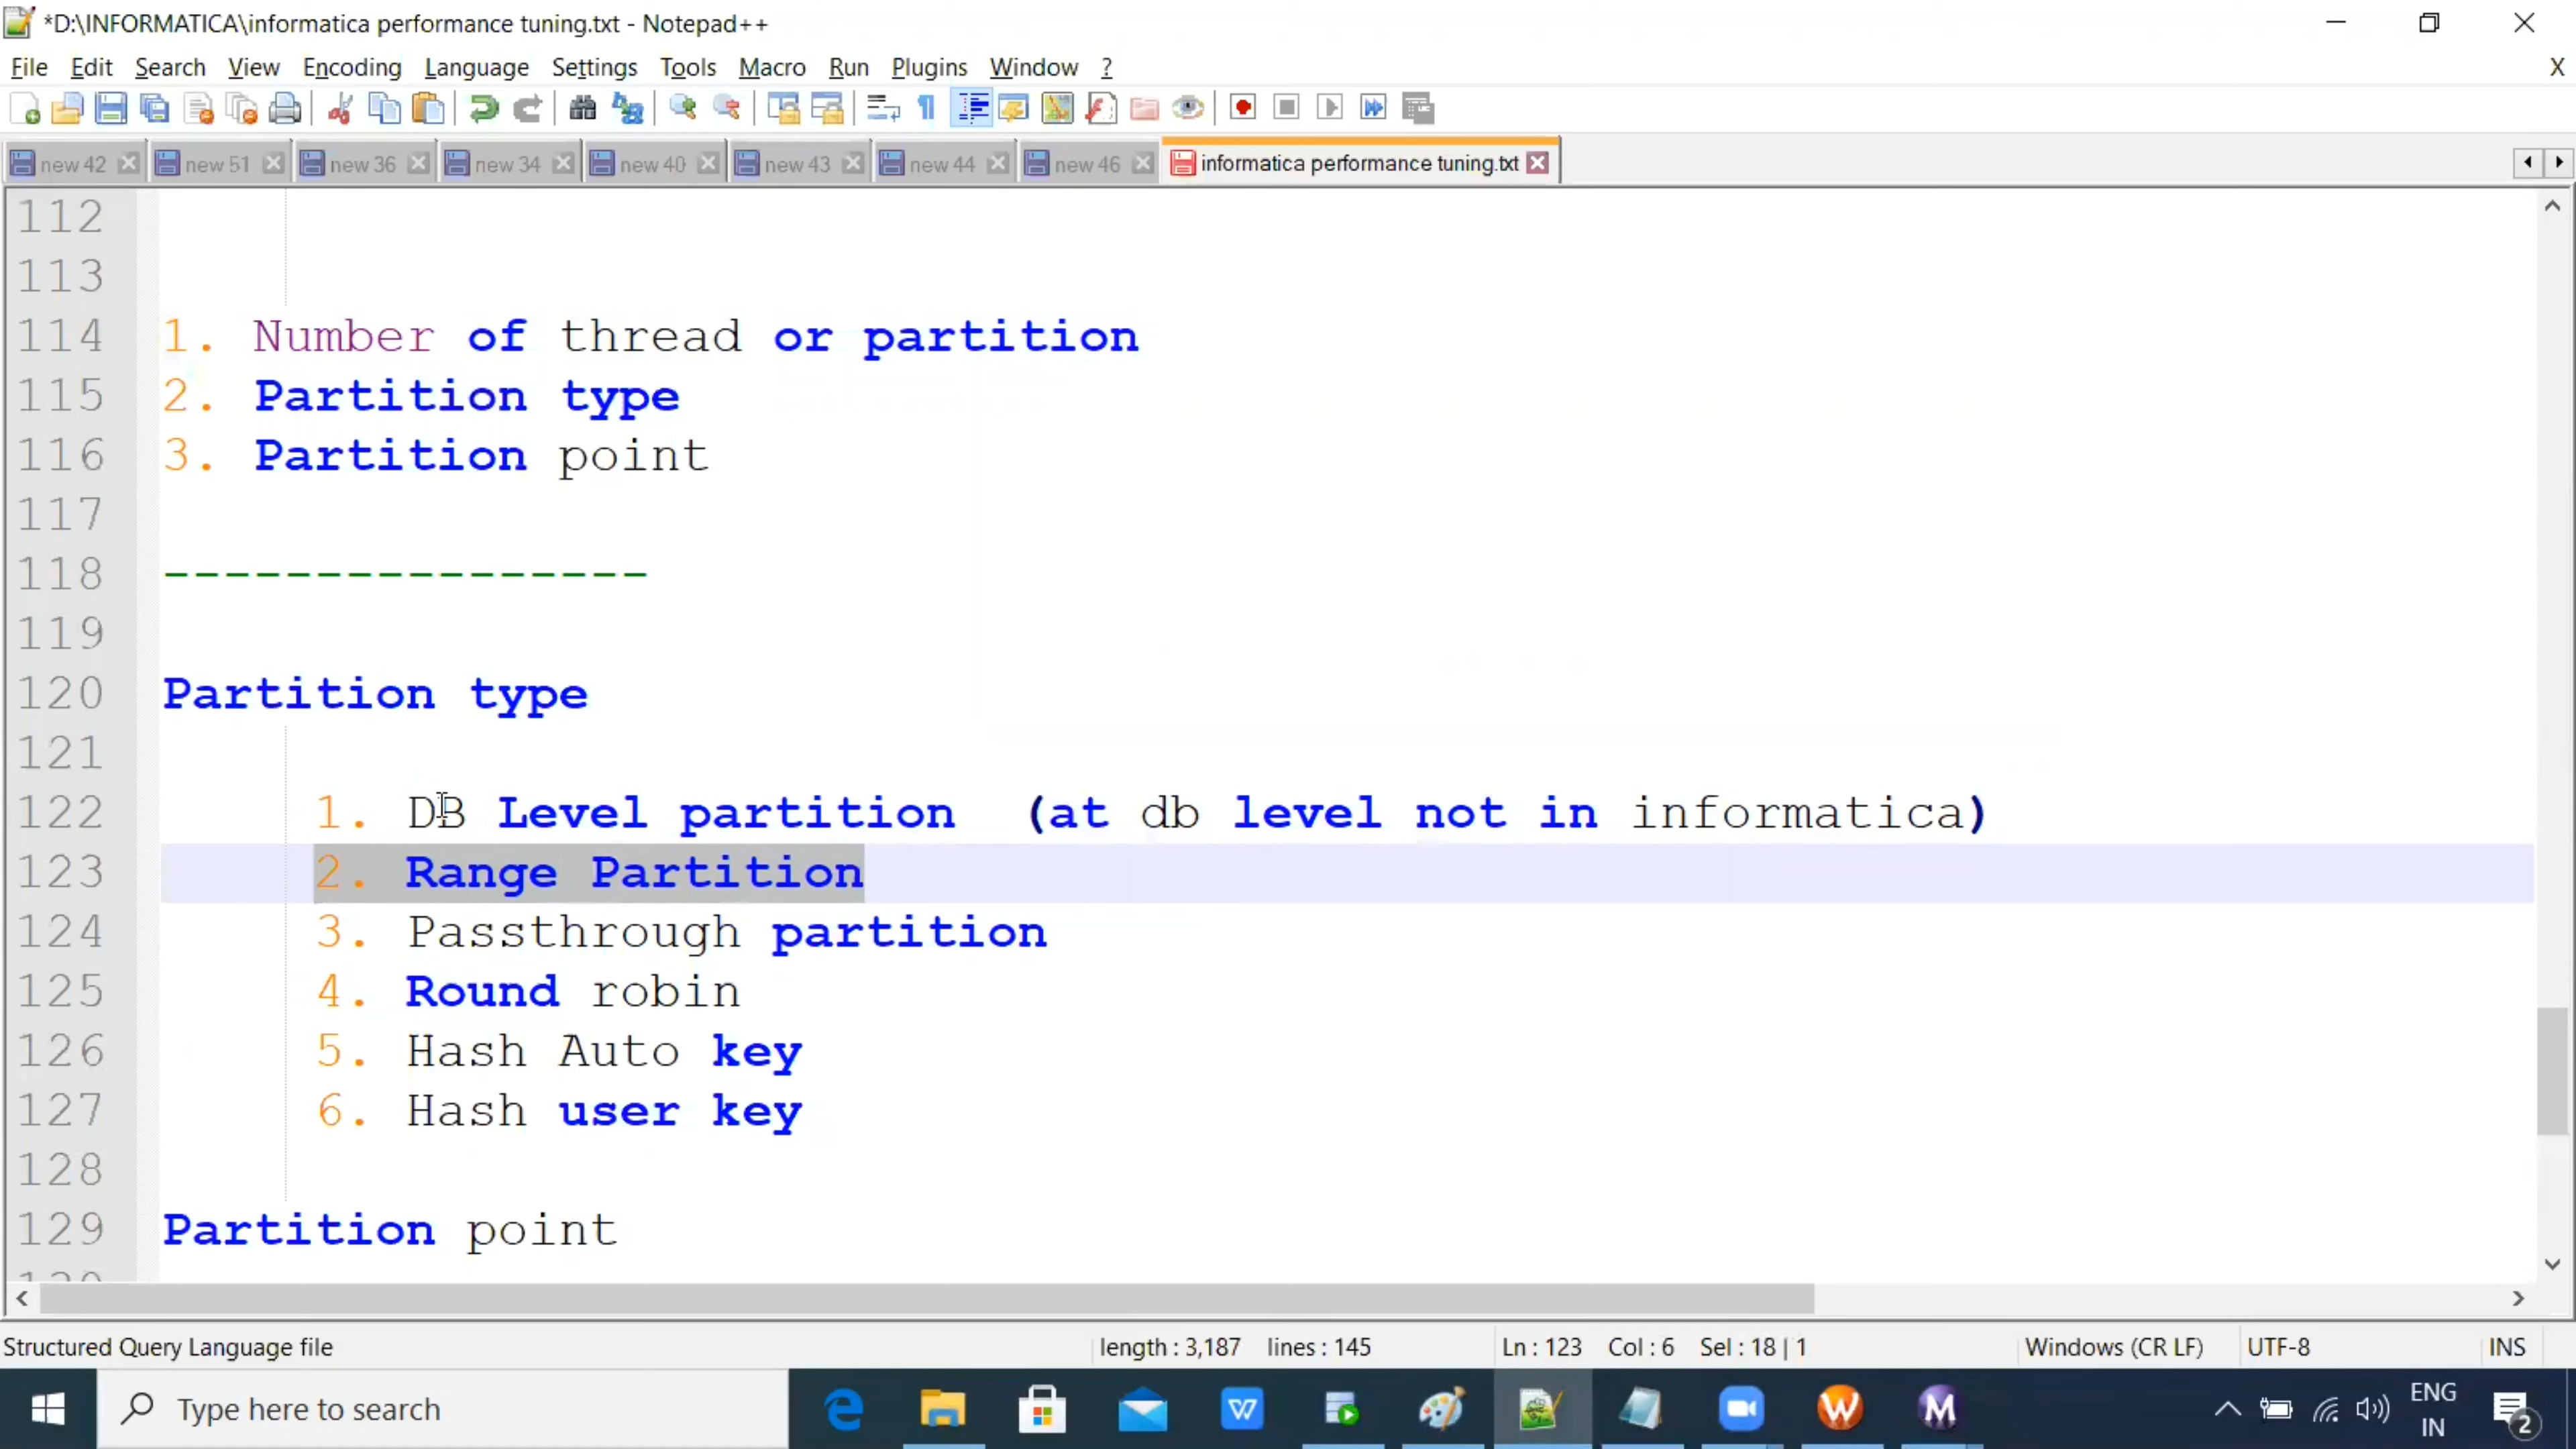 *D:\INFORMATICA\informatica performance tuning.txt - Notepad++
File Edit Search View Encoding Language Settings Tools Macro Run Plugins Window ? X
new 42 new 51 new 36 new 34 new 40 new 43 new 44 new 46 informatica performance tuning.txt
112
113
114 1. Number of thread or partition
115 2. Partition type
116 3. Partition point
117
118 ----------------
119
120 Partition type
121
122 1. DB Level partition (at db level not in informatica)
123 2. Range Partition
124 3. Passthrough partition
125 4. Round robin
126 5. Hash Auto key
127 6. Hash user key
128
129 Partition point
Structured Query Language file length : 3,187 lines : 145 Ln : 123 Col : 6 Sel : 18 | 1 Windows (CR LF) UTF-8 INS
Type here to search
ENG
IN
2